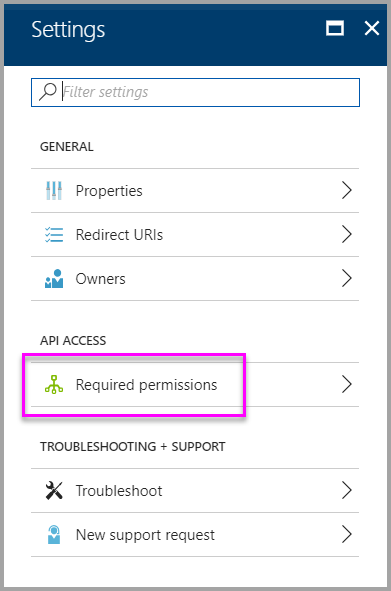 Settings
Filter settings
GENERAL
Properties
Redirect URIs
Owners
API ACCESS
Required permissions
TROUBLESHOOTING + SUPPORT
Troubleshoot
New support request